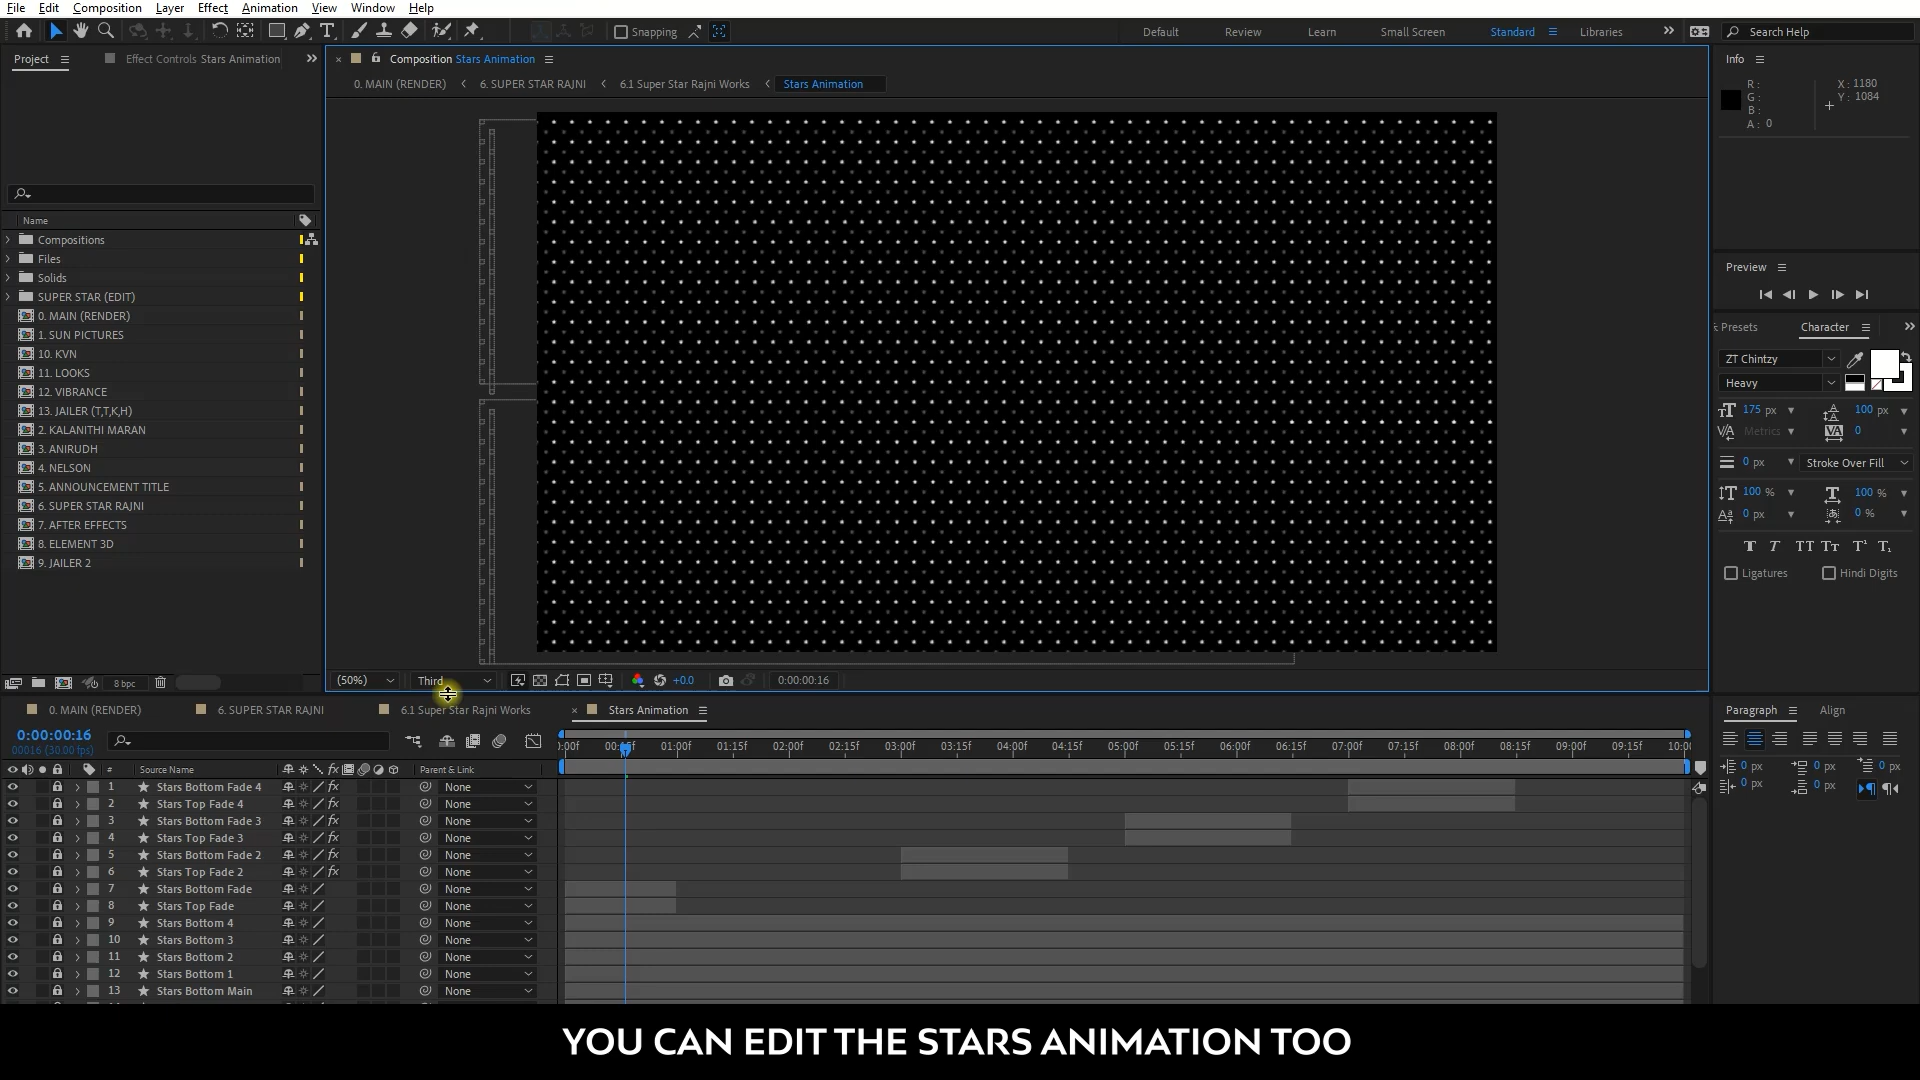 File Edit Composition Layer Effect Animation View Window Help
Snapping Default Review Learn Small Screen Standard Libraries Search Help
Project Effect Controls Stars Animation
Composition Stars Animation
0. MAIN (RENDER) 6. SUPER STAR RAJNI 6.1 Super Star Rajni Works Stars Animation
Name
Compositions
Files
Solids
SUPER STAR (EDIT)
0. MAIN (RENDER)
1. SUN PICTURES
10. KVN
11. LOOKS
12. VIBRANCE
13. JAILER (T,T,K,H)
2. KALANITHI MARAN
3. ANIRUDH
4. NELSON
5. ANNOUNCEMENT TITLE
6. SUPER STAR RAJNI
7. AFTER EFFECTS
8. ELEMENT 3D
9. JAILER 2
8 bpc
(50%) Third +0.0 0:00:00:16
Info
R :
G :
B :
A : 0
X : 1180
Y : 1084
Preview
Presets Character
ZT Chintzy
Heavy
175 px 100 px
Metrics 0
0 px Stroke Over Fill
100 % 100 %
0 px 0 %
T T TT Tt T¹ T₁
Ligatures Hindi Digits
Paragraph Align
0 px 0 px 0 px
0 px 0 px
0. MAIN (RENDER) 6. SUPER STAR RAJNI 6.1 Super Star Rajni Works Stars Animation
0:00:00:16
00016 (30.00 fps)
:00f 00:15f 01:00f 01:15f 02:00f 02:15f 03:00f 03:15f 04:00f 04:15f 05:00f 05:15f 06:00f 06:15f 07:00f 07:15f 08:00f 08:15f 09:00f 09:15f 10:00
# Source Name fx Parent & Link
1 Stars Bottom Fade 4 fx None
2 Stars Top Fade 4 fx None
3 Stars Bottom Fade 3 fx None
4 Stars Top Fade 3 fx None
5 Stars Bottom Fade 2 fx None
6 Stars Top Fade 2 fx None
7 Stars Bottom Fade None
8 Stars Top Fade None
9 Stars Bottom 4 None
10 Stars Bottom 3 None
11 Stars Bottom 2 None
12 Stars Bottom 1 None
13 Stars Bottom Main None
YOU CAN EDIT THE STARS ANIMATION TOO